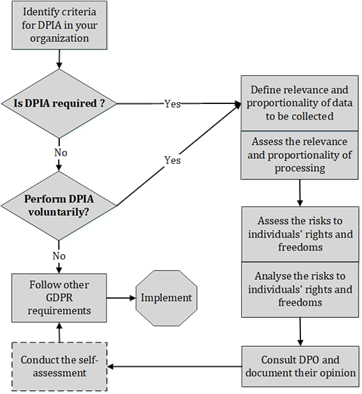 Identify criteria
for DPIA in your
organization
Is DPIA required ?
Yes
No
Perform DPIA
voluntarily?
Yes
No
Follow other
GDPR
requirements
Implement
Conduct the self-
assessment
Define relevance and
proportionality of data
to be collected
Assess the relevance
and proportionality of
processing
Assess the risks to
individuals' rights and
freedoms
Analyse the risks to
individuals' rights and
freedoms
Consult DPO and
document their opinion